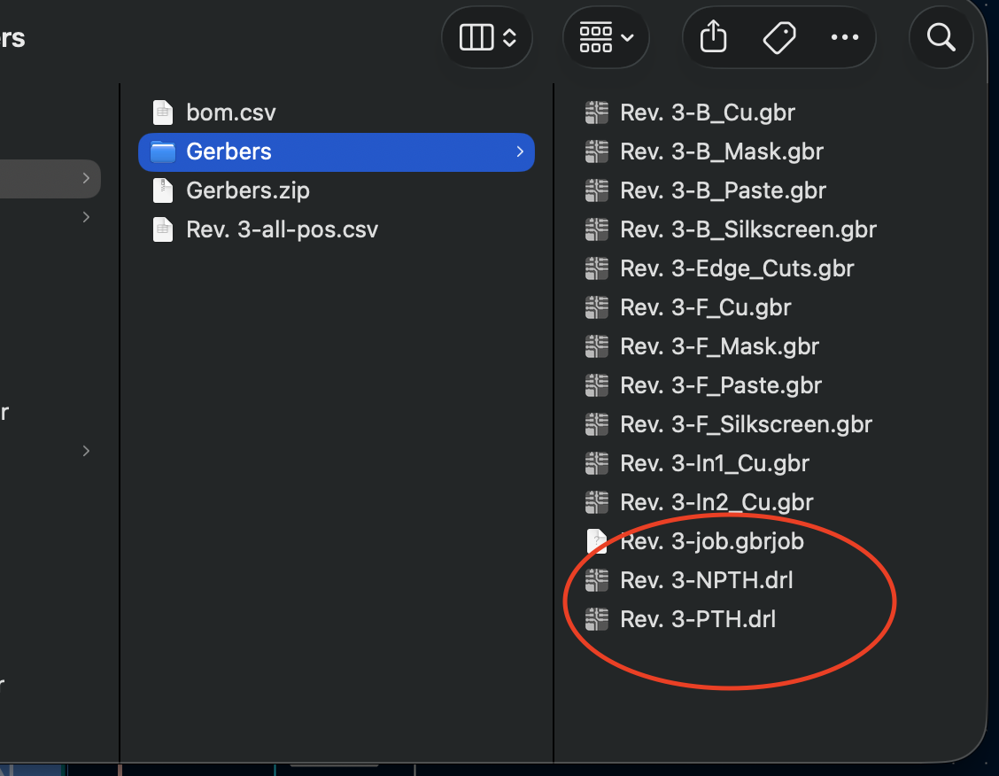 rs
r
r
bom.csv
Gerbers
Gerbers.zip
Rev. 3-all-pos.csv
Rev. 3-B_Cu.gbr
Rev. 3-B_Mask.gbr
Rev. 3-B_Paste.gbr
Rev. 3-B_Silkscreen.gbr
Rev. 3-Edge_Cuts.gbr
Rev. 3-F_Cu.gbr
Rev. 3-F_Mask.gbr
Rev. 3-F_Paste.gbr
Rev. 3-F_Silkscreen.gbr
Rev. 3-In1_Cu.gbr
Rev. 3-In2_Cu.gbr
Rev. 3-job.gbrjob
Rev. 3-NPTH.drl
Rev. 3-PTH.drl